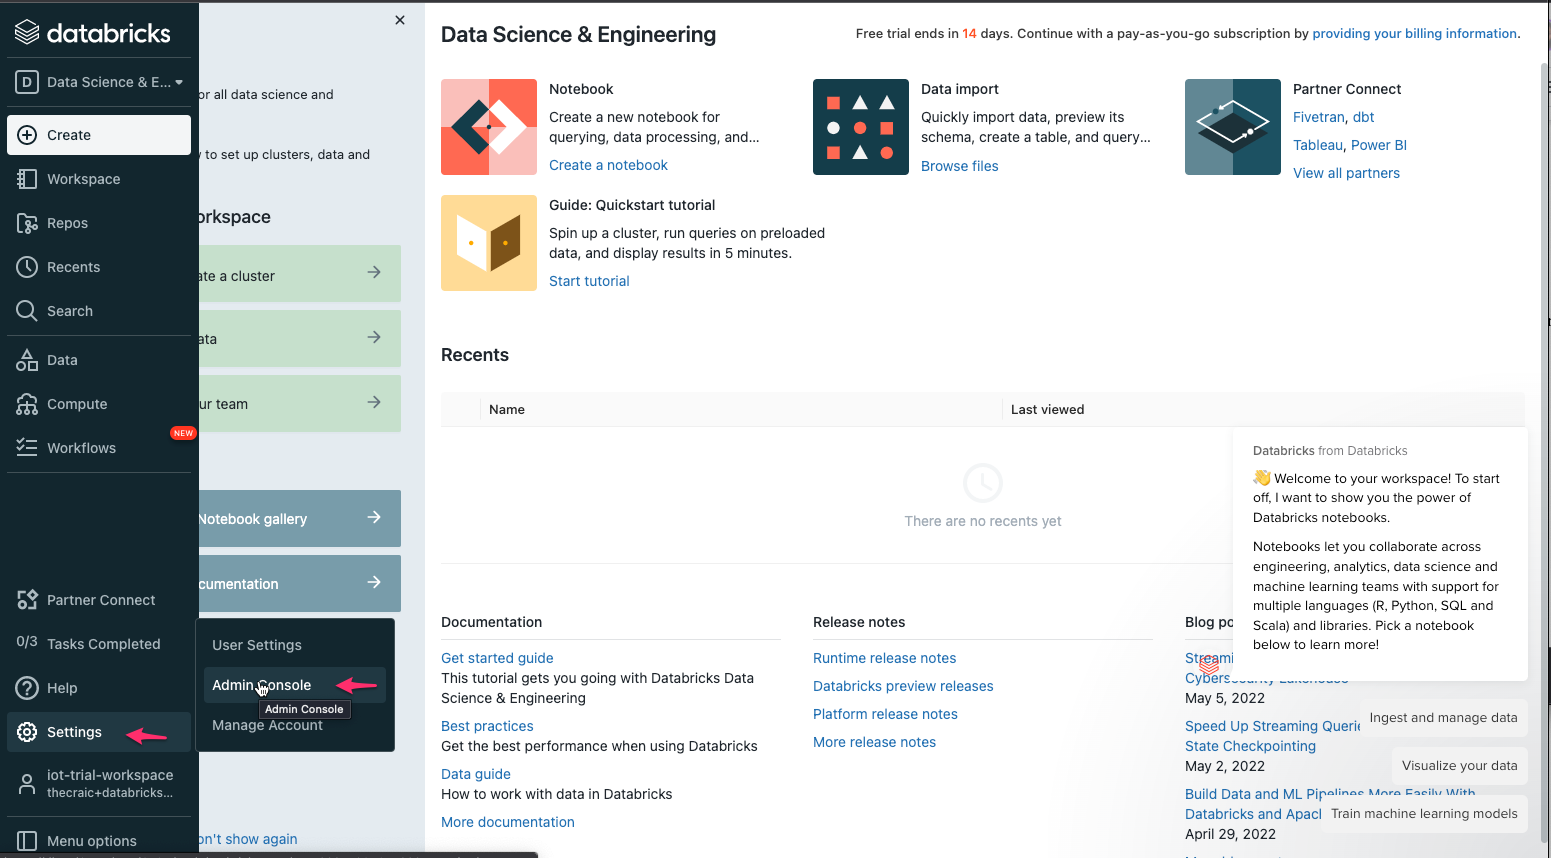 databricks
D Data Science & E...
Create
Workspace
Repos
Recents
Search
Data
Compute
NEW
Workflows
Partner Connect
0/3 Tasks Completed
Help
Settings
iot-trial-workspace
thecraic+databricks...
Menu options
or all data science and
to set up clusters, data and
orkspace
ate a cluster
ata
ur team
Notebook gallery
cumentation
on't show again
User Settings
Admin Console
Admin Console
Manage Account
Data Science & Engineering
Free trial ends in 14 days. Continue with a pay-as-you-go subscription by providing your billing information.
Notebook
Create a new notebook for
querying, data processing, and...
Create a notebook
Data import
Quickly import data, preview its
schema, create a table, and query...
Browse files
Partner Connect
Fivetran, dbt
Tableau, Power BI
View all partners
Guide: Quickstart tutorial
Spin up a cluster, run queries on preloaded
data, and display results in 5 minutes.
Start tutorial
Recents
Name
Last viewed
There are no recents yet
Documentation
Get started guide
This tutorial gets you going with Databricks Data
Science & Engineering
Best practices
Get the best performance when using Databricks
Data guide
How to work with data in Databricks
More documentation
Release notes
Runtime release notes
Databricks preview releases
Platform release notes
More release notes
Blog po
Streami
Cybersecurity Lakehouse
May 5, 2022
Speed Up Streaming Querie
State Checkpointing
May 2, 2022
Build Data and ML Pipelines More Easily With
Databricks and Apac
April 29, 2022
Databricks from Databricks
👋 Welcome to your workspace! To start
off, I want to show you the power of
Databricks notebooks.
Notebooks let you collaborate across
engineering, analytics, data science and
machine learning teams with support for
multiple languages (R, Python, SQL and
Scala) and libraries. Pick a notebook
below to learn more!
Ingest and manage data
Visualize your data
Train machine learning models